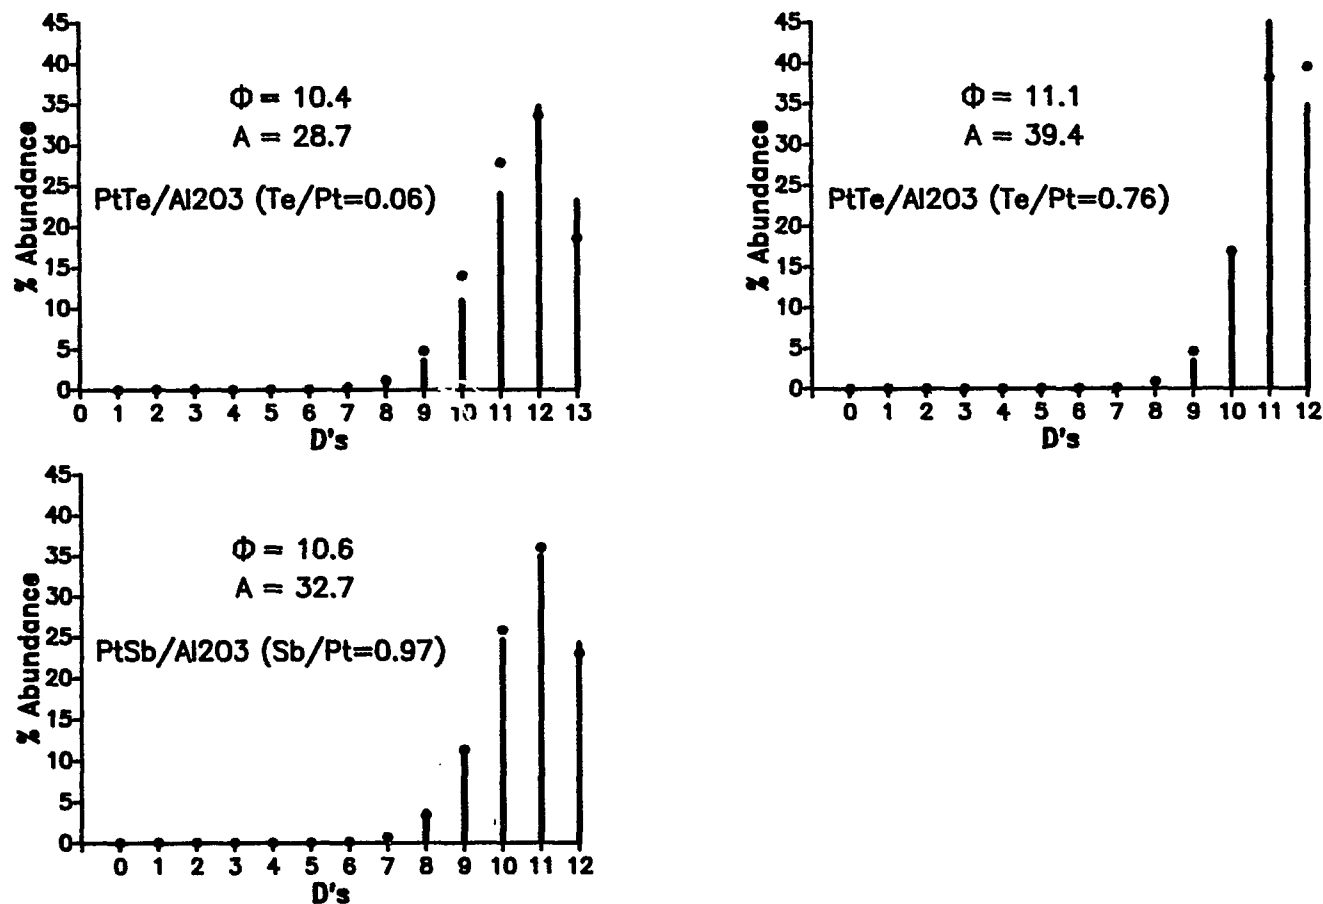 45
40
35
30
25
20
15
10
5
0
% Abundance
Φ = 10.4
A = 28.7
PtTe/Al2O3 (Te/Pt=0.06)
0 1 2 3 4 5 6 7 8 9 10 11 12 13
D's
45
40
35
30
25
20
15
10
5
0
% Abundance
Φ = 11.1
A = 39.4
PtTe/Al2O3 (Te/Pt=0.76)
0 1 2 3 4 5 6 7 8 9 10 11 12
D's
45
40
35
30
25
20
15
10
5
0
% Abundance
Φ = 10.6
A = 32.7
PtSb/Al2O3 (Sb/Pt=0.97)
0 1 2 3 4 5 6 7 8 9 10 11 12
D's